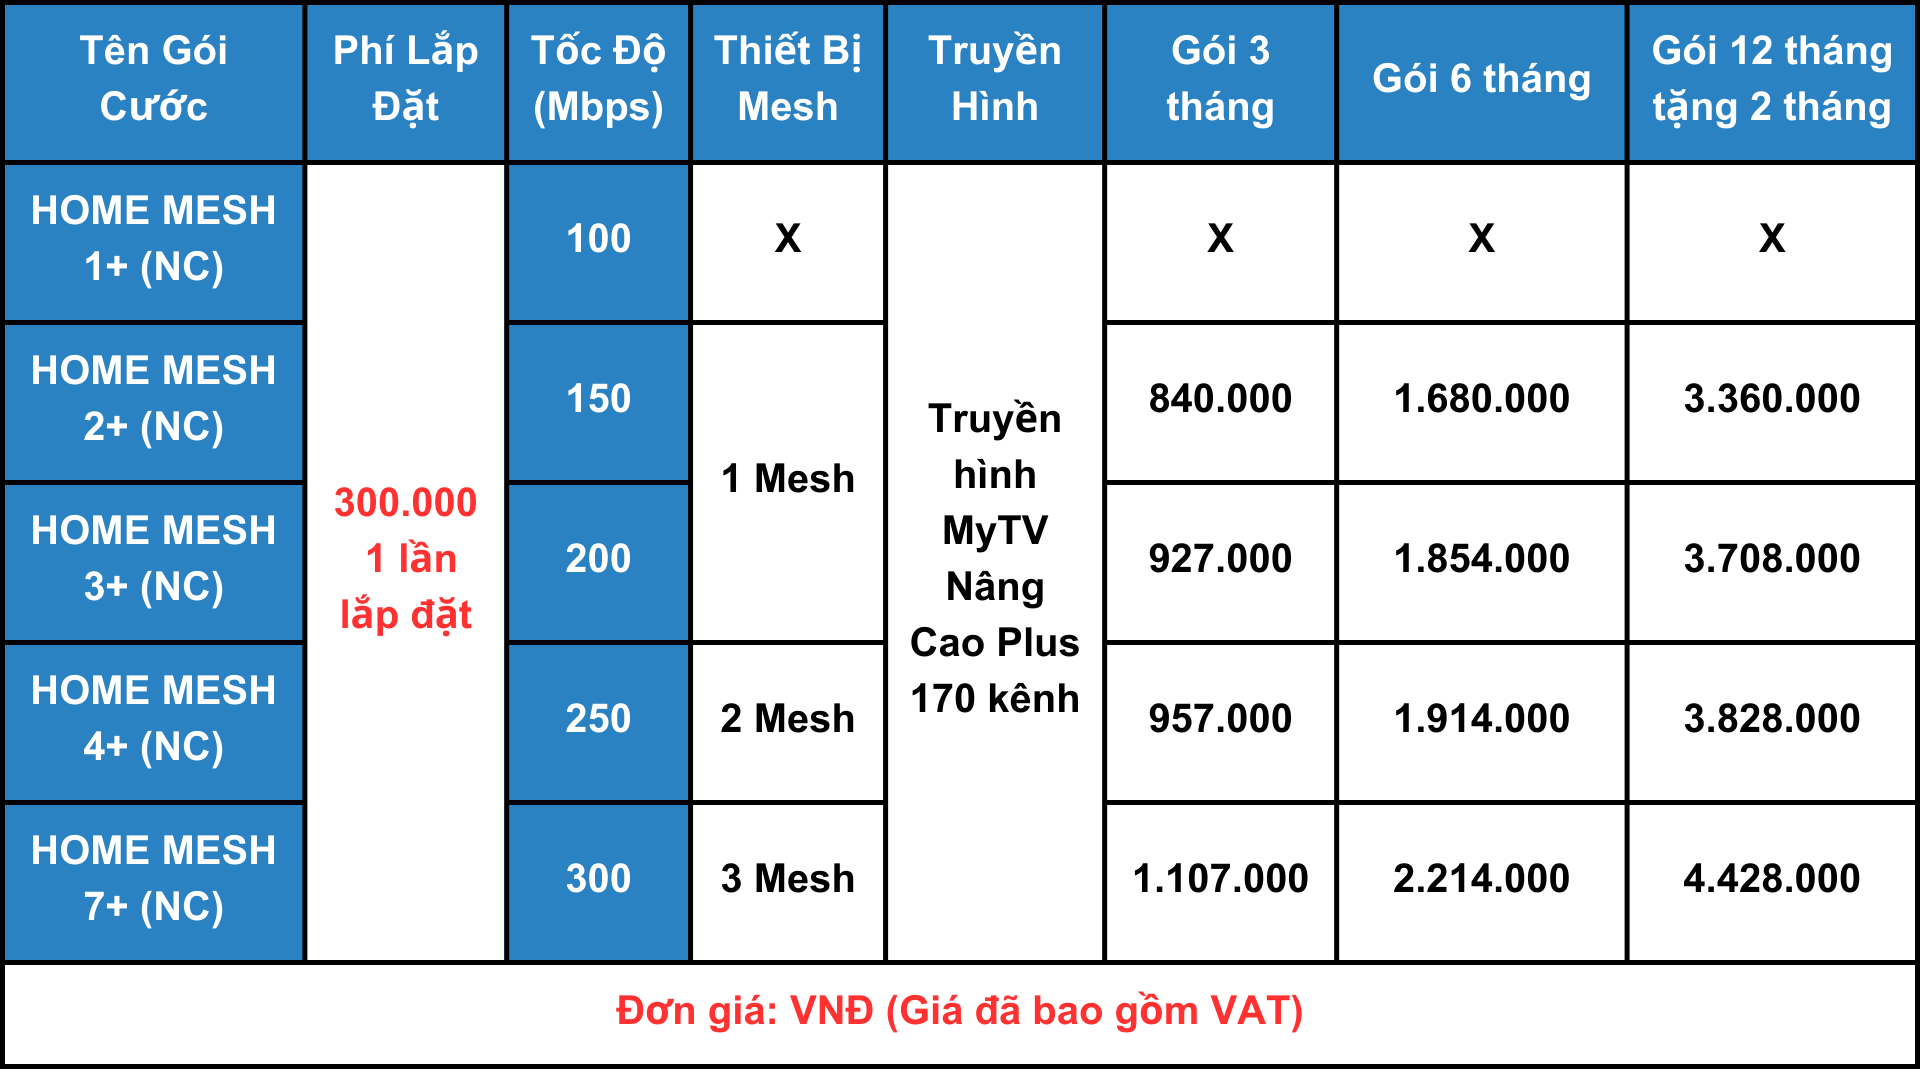 Tên Gói
Cước
Phí Lắp
Đặt
Tốc Độ
(Mbps)
Thiết Bị
Mesh
Truyền
Hình
Gói 3
tháng
Gói 6 tháng
Gói 12 tháng
tặng 2 tháng
HOME MESH
1+ (NC)
300.000
1 lần
lắp đặt
100
X
Truyền
hình
MyTV
Nâng
Cao Plus
170 kênh
X
X
X
HOME MESH
2+ (NC)
150
1 Mesh
840.000
1.680.000
3.360.000
HOME MESH
3+ (NC)
200
927.000
1.854.000
3.708.000
HOME MESH
4+ (NC)
250
2 Mesh
957.000
1.914.000
3.828.000
HOME MESH
7+ (NC)
300
3 Mesh
1.107.000
2.214.000
4.428.000
Đơn giá: VNĐ (Giá đã bao gồm VAT)